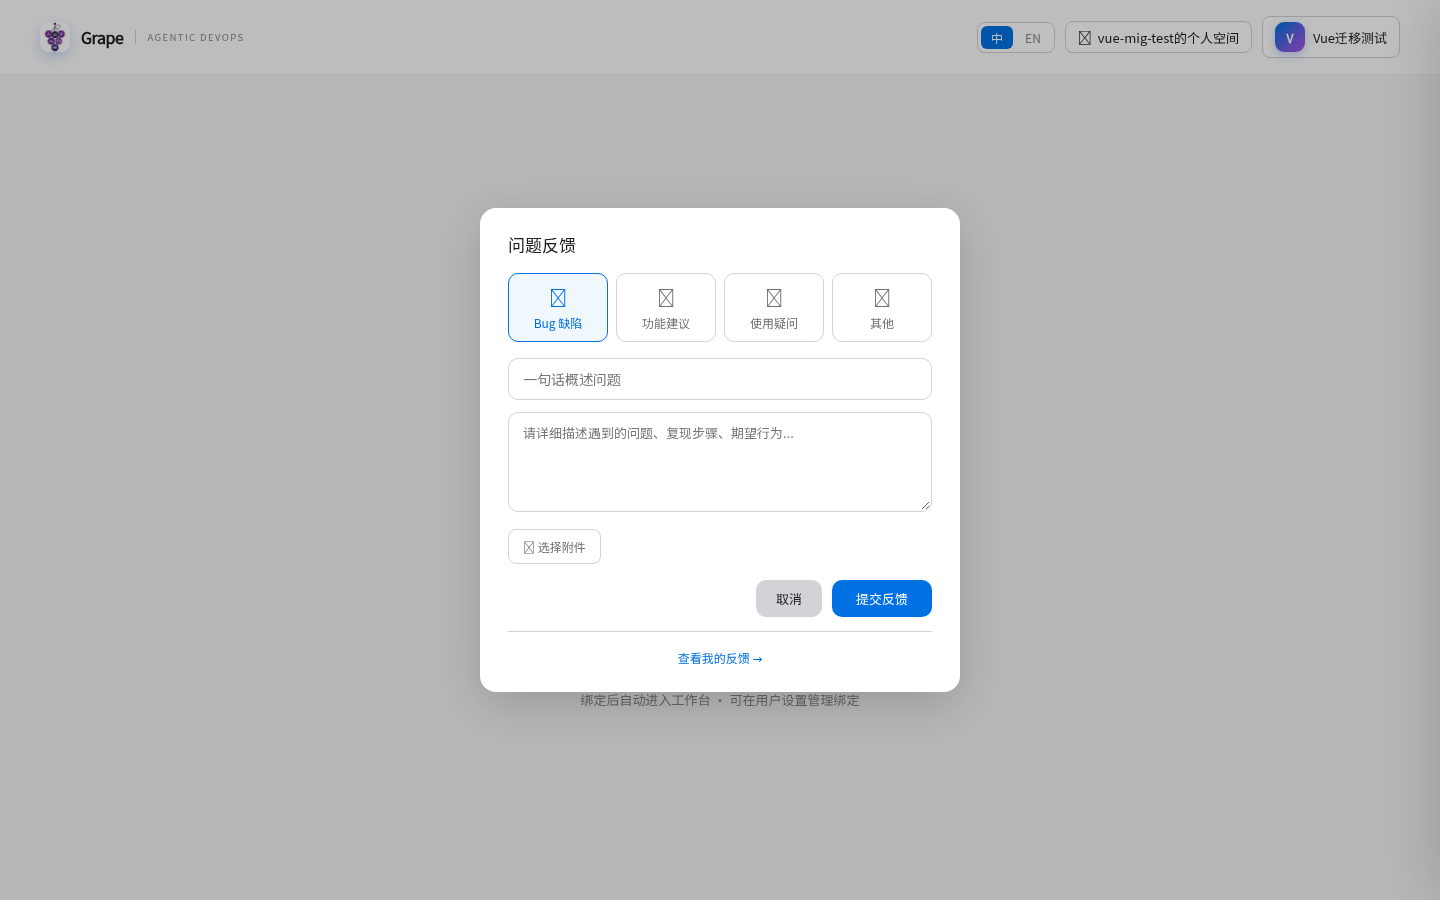 Grape
AGENTIC DEVOPS
中
EN
vue-mig-test的个人空间
V
Vue迁移测试
问题反馈
Bug 缺陷
功能建议
使用疑问
其他
一句话概述问题
请详细描述遇到的问题、复现步骤、期望行为...
选择附件
取消
提交反馈
查看我的反馈 →
绑定后自动进入工作台 · 可在用户设置管理绑定